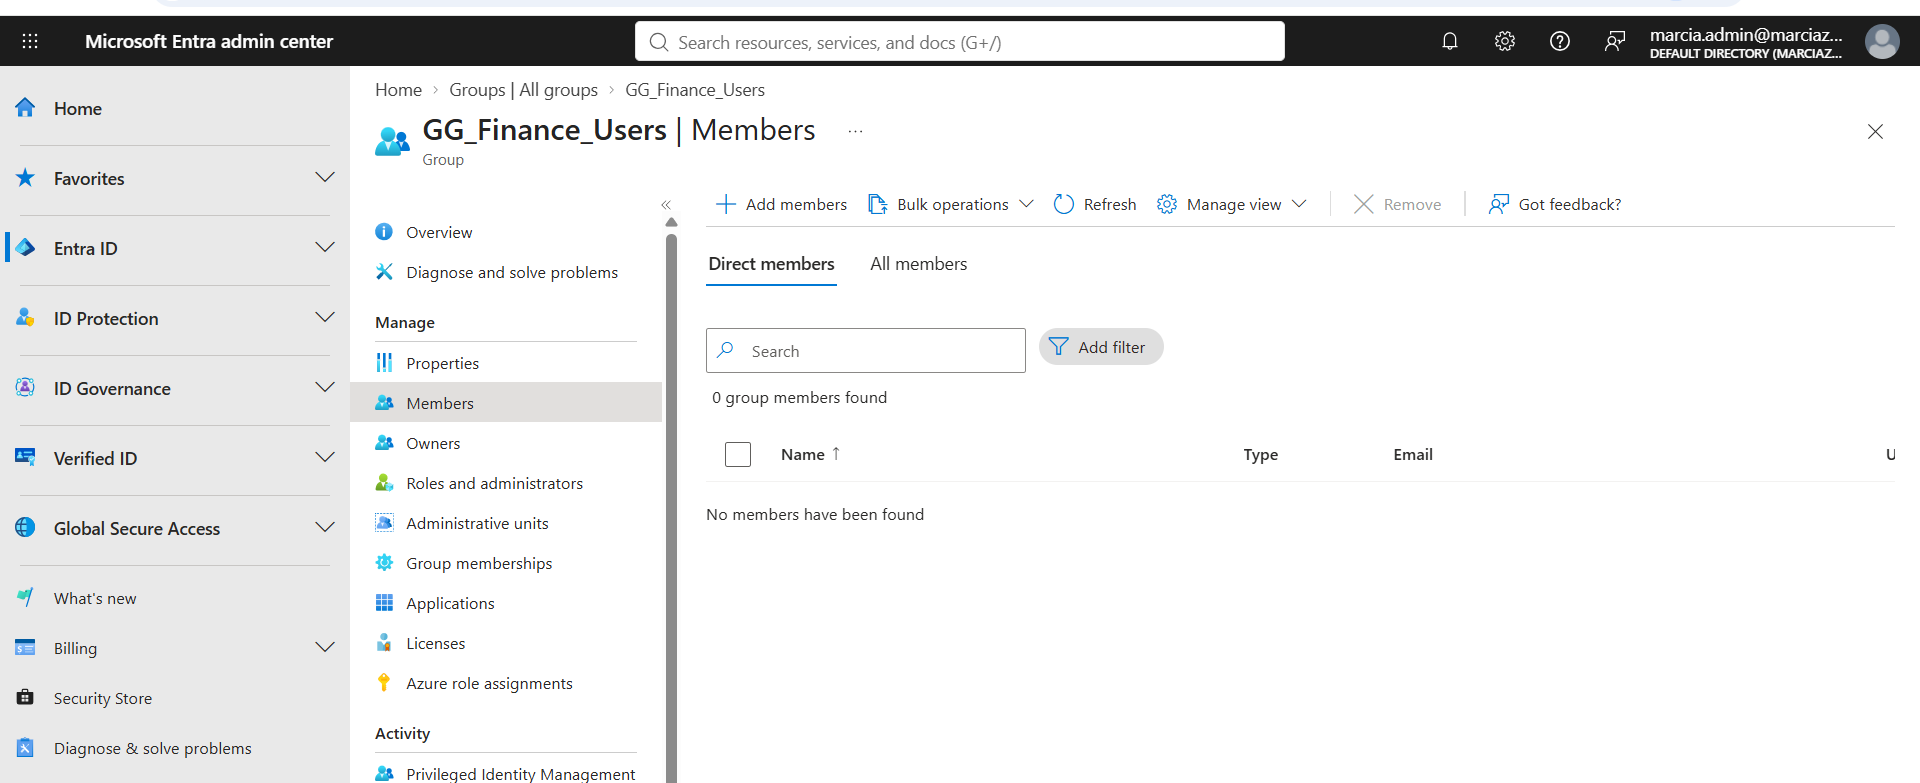 Microsoft Entra admin center
Search resources, services, and docs (G+/)
marcia.admin@marciaz...
DEFAULT DIRECTORY (MARCIAZ...
Home
Favorites
Entra ID
ID Protection
ID Governance
Verified ID
Global Secure Access
What's new
Billing
Security Store
Diagnose & solve problems
Home > Groups | All groups > GG_Finance_Users
GG_Finance_Users | Members ...
Group
Overview
Diagnose and solve problems
Manage
Properties
Members
Owners
Roles and administrators
Administrative units
Group memberships
Applications
Licenses
Azure role assignments
Activity
Privileged Identity Management
Add members Bulk operations Refresh Manage view Remove Got feedback?
Direct members All members
Search Add filter
0 group members found
Name ↑ Type Email U
No members have been found